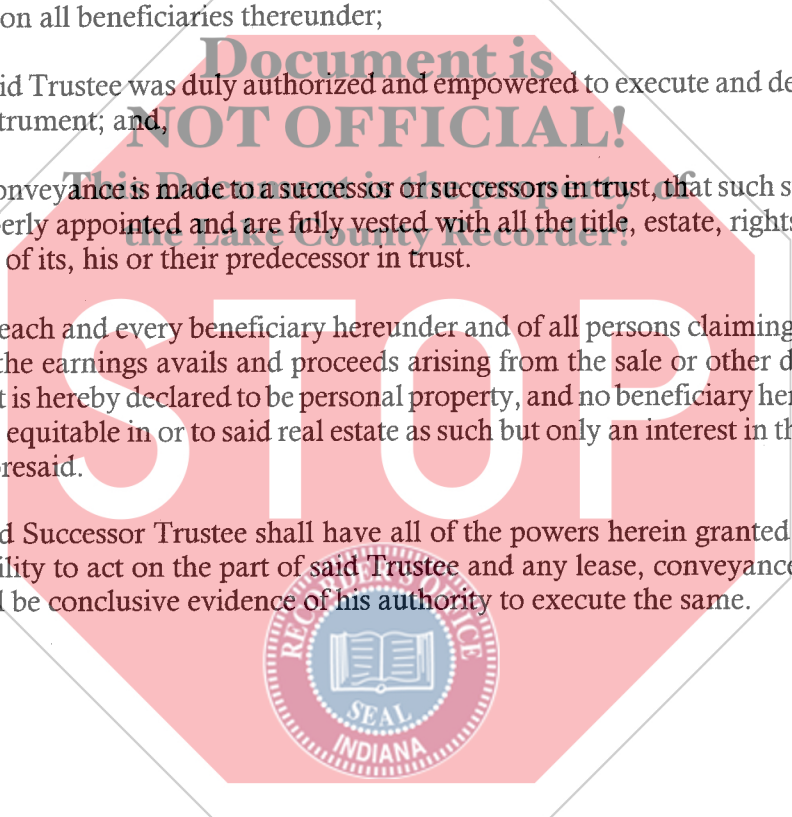 on all beneficiaries thereunder;
Document is
id Trustee was duly authorized and empowered to execute and de
NOT OFFICIAL!
trument; and,
This Document is the property of
onveyance is made to a successor or successors in trust, that such s
the Lake County Recorder!
erly appointed and are fully vested with all the title, estate, rights
of its, his or their predecessor in trust.
STOP
each and every beneficiary hereunder and of all persons claiming
the earnings avails and proceeds arising from the sale or other d
t is hereby declared to be personal property, and no beneficiary her
equitable in or to said real estate as such but only an interest in th
resaid.
d Successor Trustee shall have all of the powers herein granted
ility to act on the part of said Trustee and any lease, conveyance
l be conclusive evidence of his authority to execute the same.
RECORDER'S OFFICE
SEAL
INDIANA